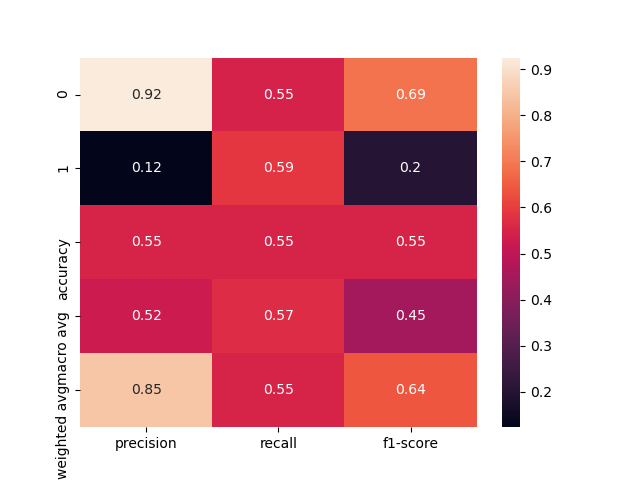 0 0.92 0.55 0.69
1 0.12 0.59 0.2
accuracy 0.55 0.55 0.55
macro avg 0.52 0.57 0.45
weighted avg 0.85 0.55 0.64
precision recall f1-score
0.9
0.8
0.7
0.6
0.5
0.4
0.3
0.2